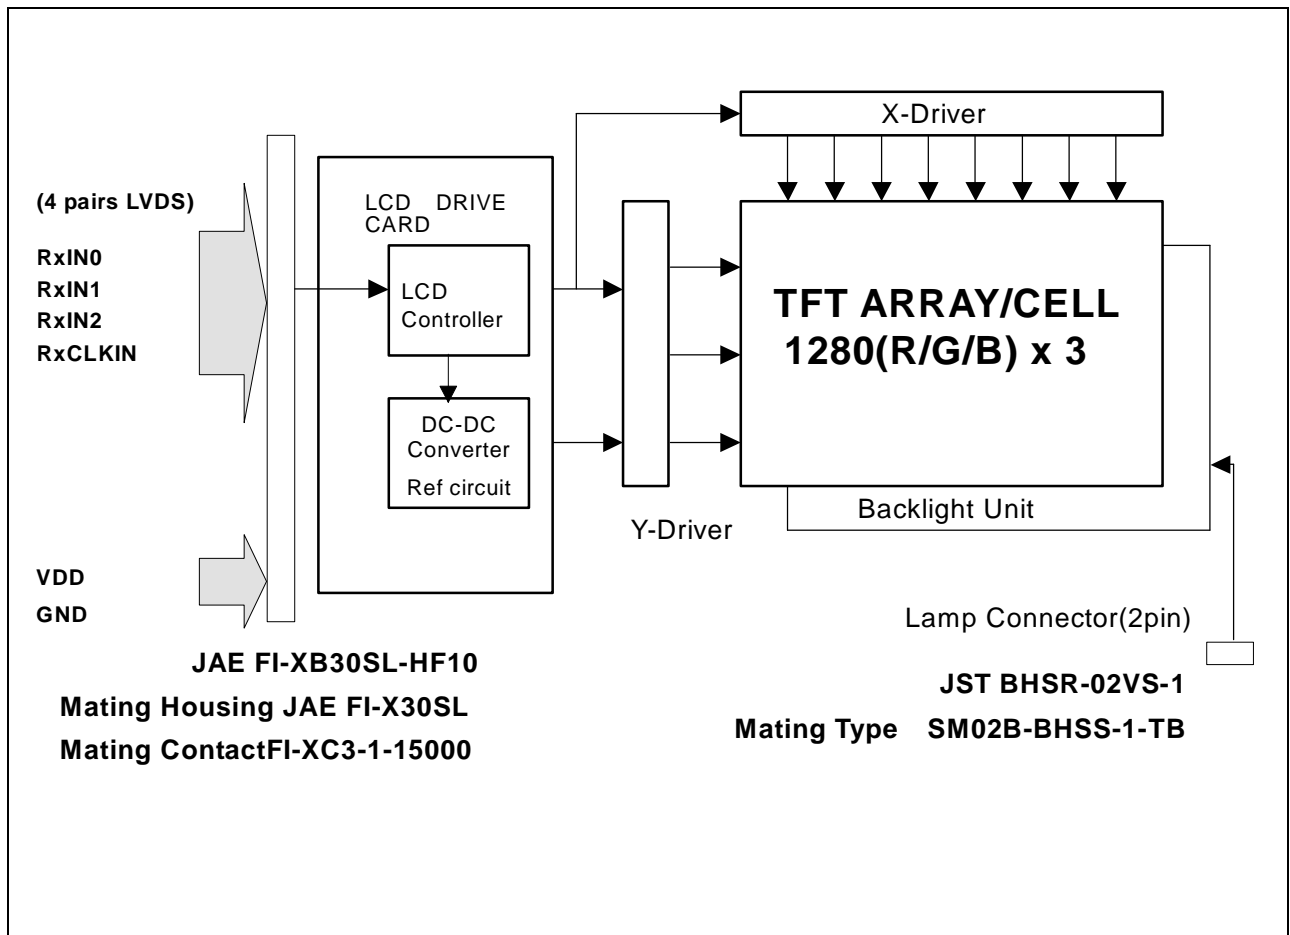 X-Driver
(4 pairs LVDS)
RxIN0
RxIN1
RxIN2
RxCLKIN
LCD DRIVE
CARD
LCD
Controller
DC-DC
Converter
Ref circuit
TFT ARRAY/CELL
1280(R/G/B) x 3
Backlight Unit
Y-Driver
VDD
GND
Lamp Connector(2pin)
JAE FI-XB30SL-HF10
Mating Housing JAE FI-X30SL
Mating ContactFI-XC3-1-15000
JST BHSR-02VS-1
Mating Type SM02B-BHSS-1-TB